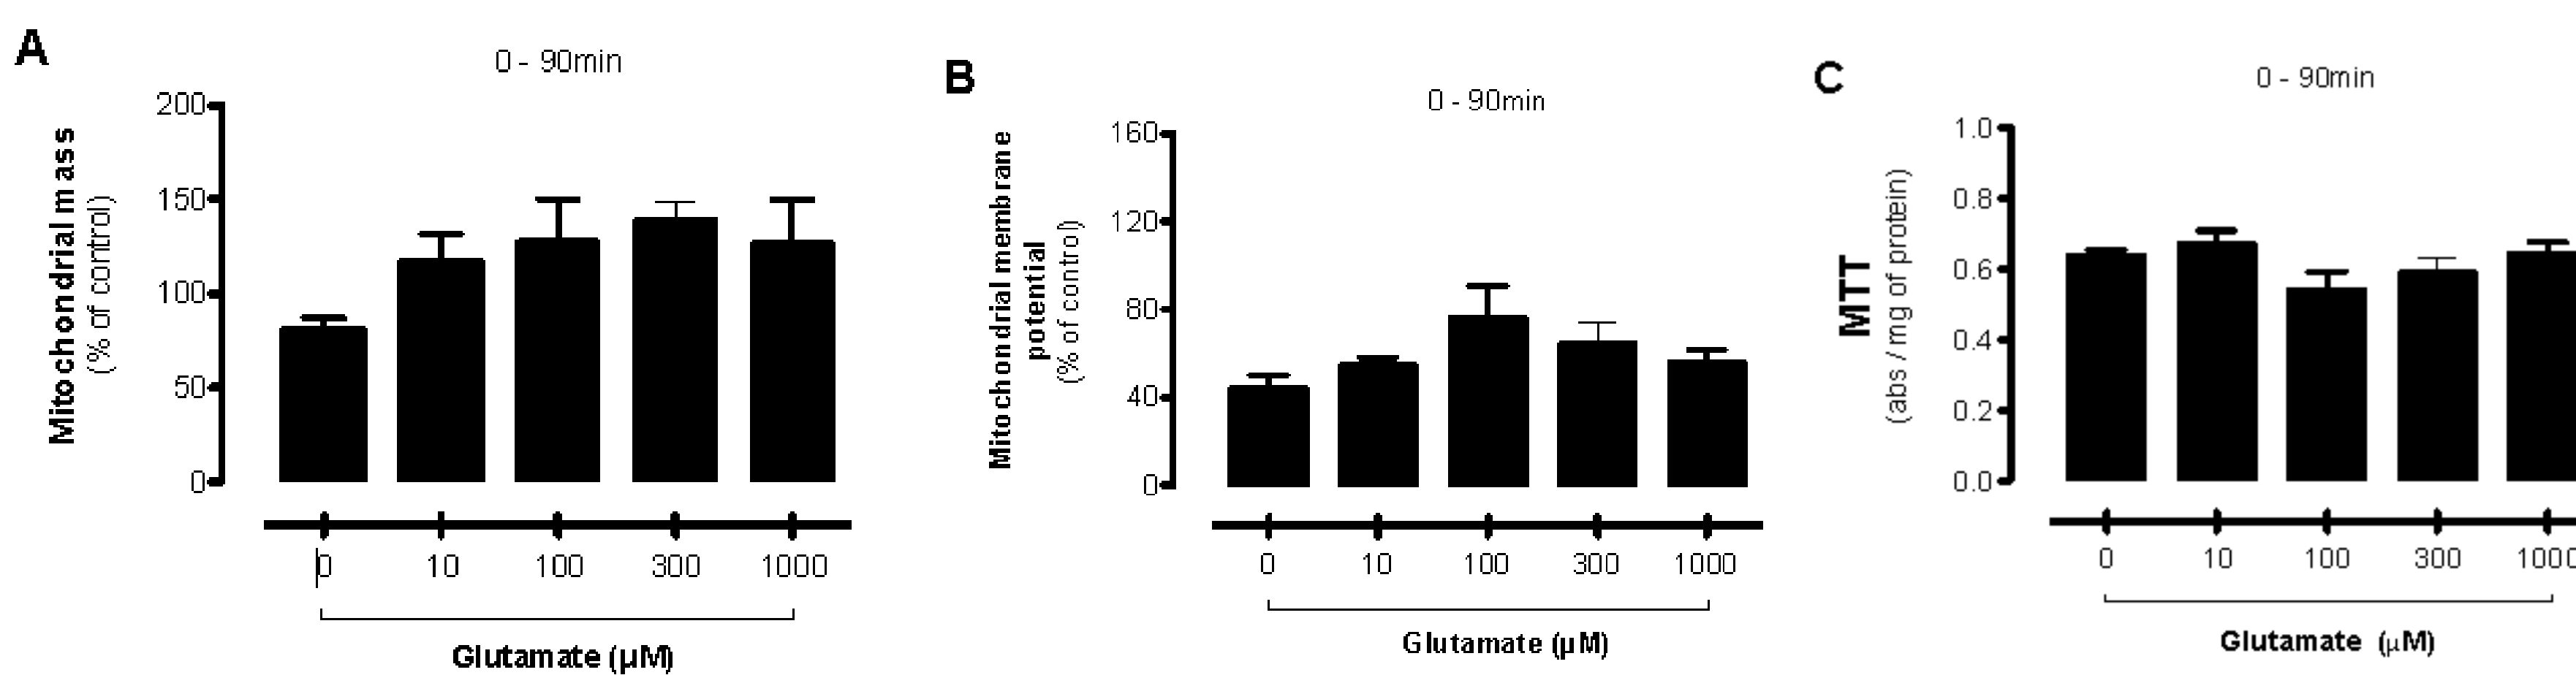 A
0 - 90min
Mitochondrial mass
(% of control)
200
150
100
50
0
0
10
100
300
1000
Glutamate (µM)
B
0 - 90min
Mitochondrial membrane
potential
(% of control)
160
120
80
40
0
0
10
100
300
1000
Glutamate (µM)
C
0 - 90min
MTT
(abs / mg of protein)
1.0
0.8
0.6
0.4
0.2
0.0
0
10
100
300
1000
Glutamate (µM)